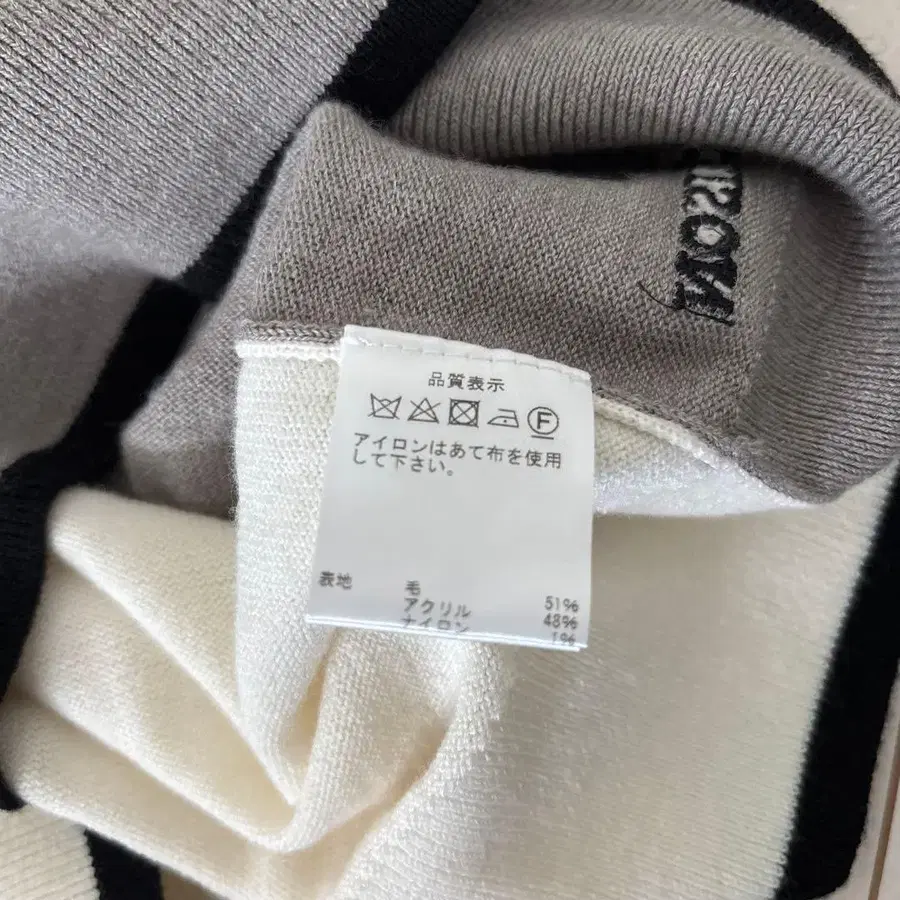 品質表示
F
アイロンはあて布を使用
して下さい。
表地 毛 51%
アクリル 48%
ナイロン 1%